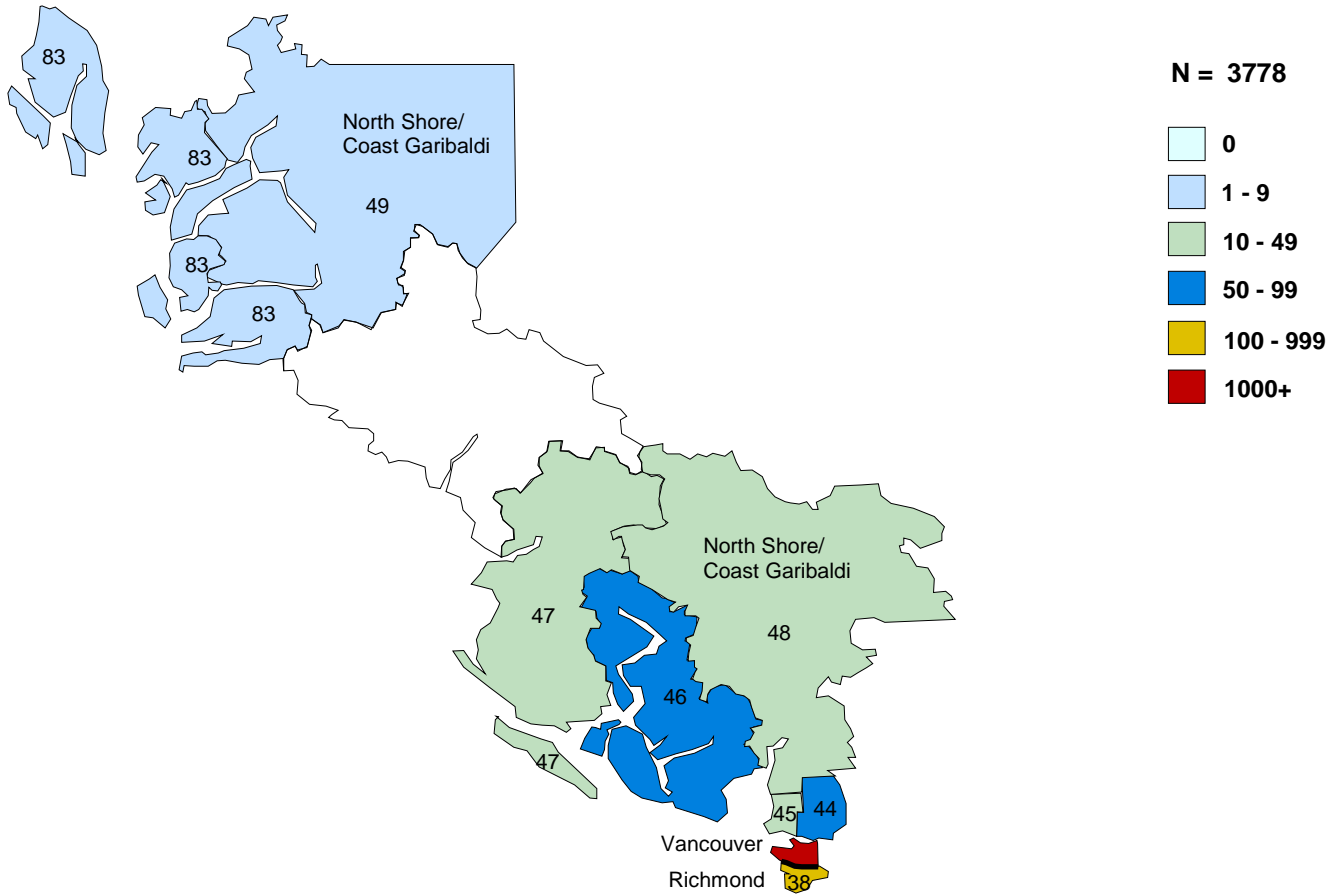 83
N = 3778
North Shore/
Coast Garibaldi
0
83
1 - 9
49
10 - 49
83
50 - 99
83
100 - 999
1000+
North Shore/
Coast Garibaldi
47
48
46
47
45
44
Vancouver
Richmond
38